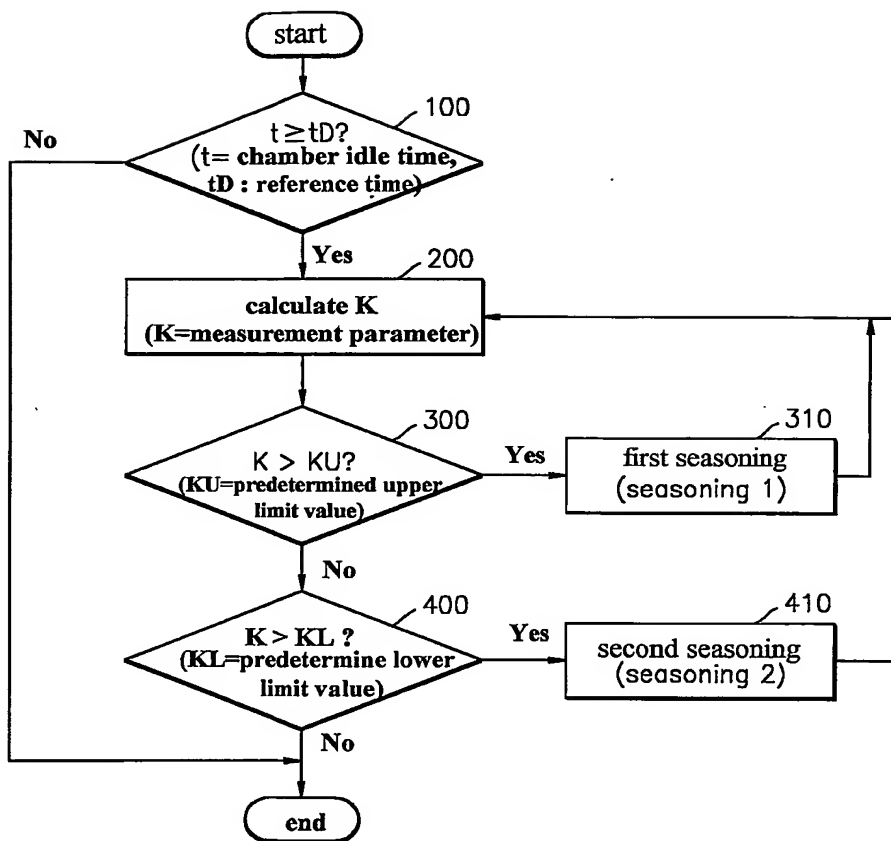 start
100
t≥tD?
(t= chamber idle time,
tD : reference time)
No
Yes
200
calculate K
(K=measurement parameter)
300
K > KU?
(KU=predetermined upper
limit value)
Yes
310
first seasoning
(seasoning 1)
No
400
K > KL ?
(KL=predetermine lower
limit value)
Yes
410
second seasoning
(seasoning 2)
No
end